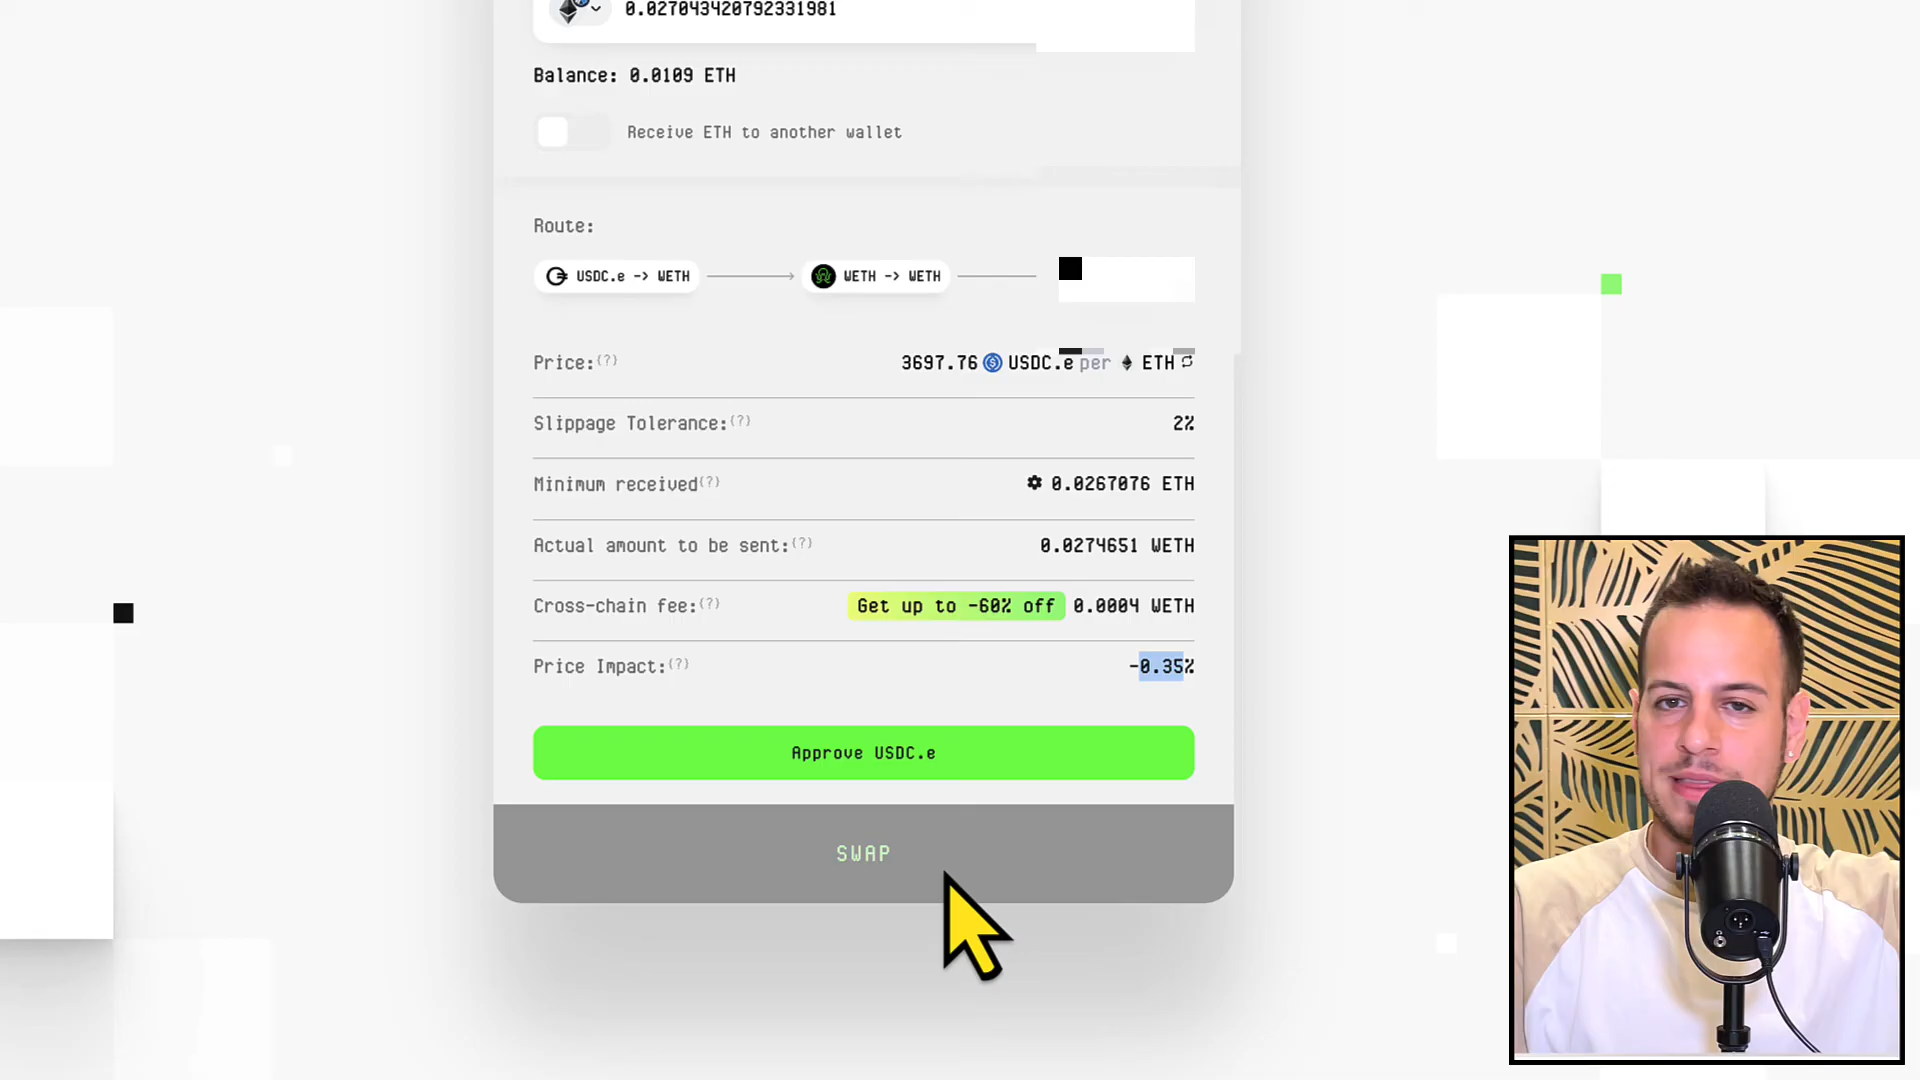 0.027043420792331981
Balance: 0.0109 ETH
Receive ETH to another wallet
Route:
USDC.e -> WETH
WETH -> WETH
Price:(?) 3697.76 USDC.e per ETH
Slippage Tolerance:(?) 2%
Minimum received(?) 0.0267076 ETH
Actual amount to be sent:(?) 0.0274651 WETH
Cross-chain fee:(?) Get up to -60% off 0.0004 WETH
Price Impact:(?) -0.35%
Approve USDC.e
SWAP